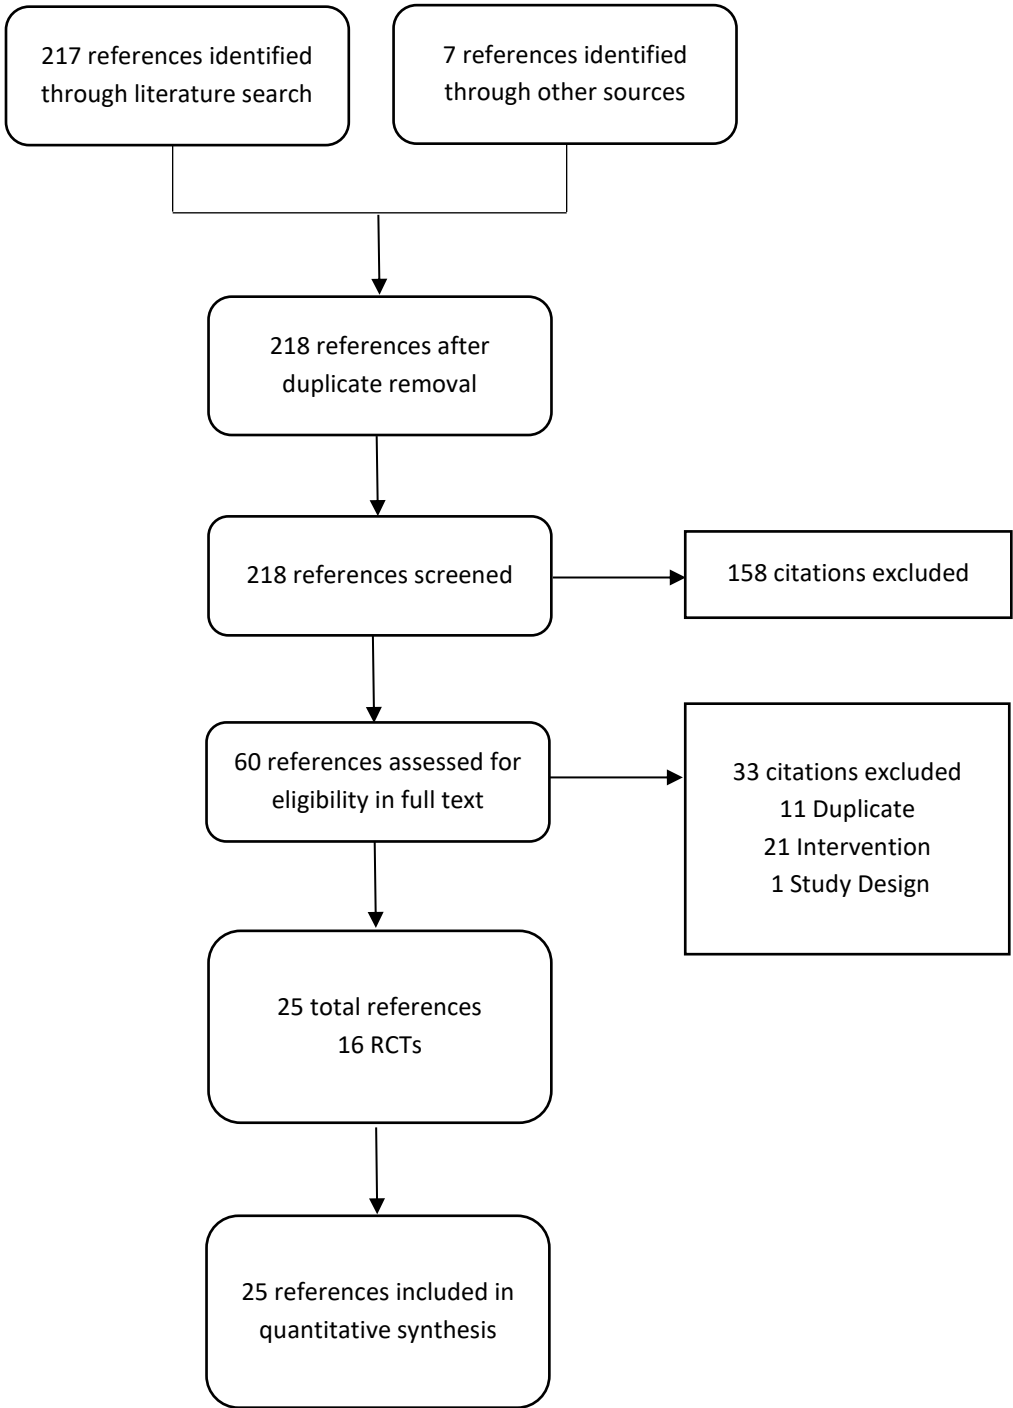 217 references identified
through literature search
7 references identified
through other sources
218 references after
duplicate removal
218 references screened
158 citations excluded
60 references assessed for
eligibility in full text
33 citations excluded
11 Duplicate
21 Intervention
1 Study Design
25 total references
16 RCTs
25 references included in
quantitative synthesis